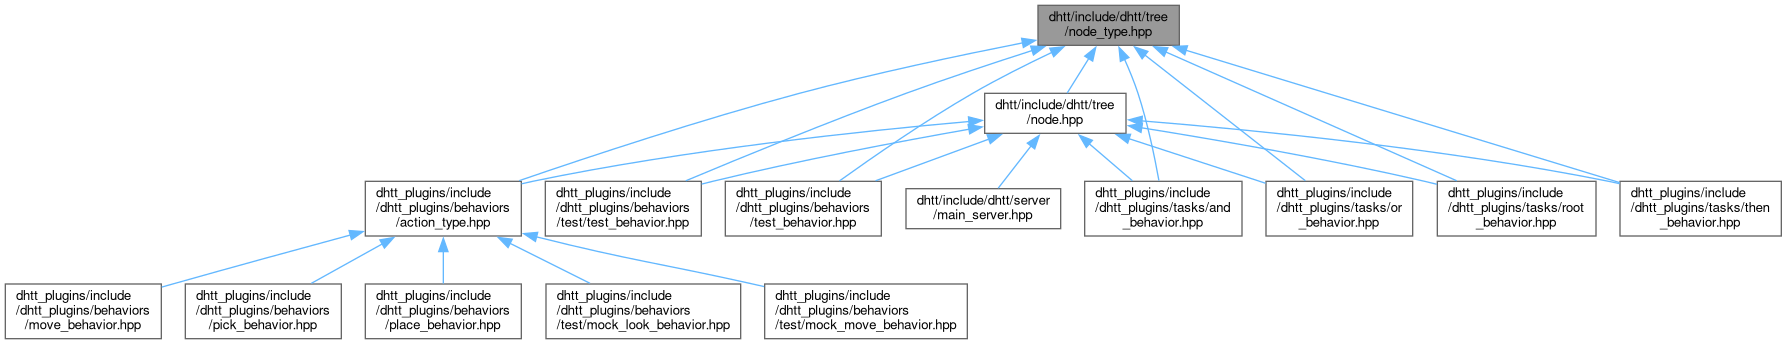 dhtt/include/dhtt/tree
/node_type.hpp
dhtt/include/dhtt/tree
/node.hpp
dhtt_plugins/include
/dhtt_plugins/behaviors
/action_type.hpp
dhtt_plugins/include
/dhtt_plugins/behaviors
/test/test_behavior.hpp
dhtt_plugins/include
/dhtt_plugins/behaviors
/test_behavior.hpp
dhtt/include/dhtt/server
/main_server.hpp
dhtt_plugins/include
/dhtt_plugins/tasks/and
_behavior.hpp
dhtt_plugins/include
/dhtt_plugins/tasks/or
_behavior.hpp
dhtt_plugins/include
/dhtt_plugins/tasks/root
_behavior.hpp
dhtt_plugins/include
/dhtt_plugins/tasks/then
_behavior.hpp
dhtt_plugins/include
/dhtt_plugins/behaviors
/move_behavior.hpp
dhtt_plugins/include
/dhtt_plugins/behaviors
/pick_behavior.hpp
dhtt_plugins/include
/dhtt_plugins/behaviors
/place_behavior.hpp
dhtt_plugins/include
/dhtt_plugins/behaviors
/test/mock_look_behavior.hpp
dhtt_plugins/include
/dhtt_plugins/behaviors
/test/mock_move_behavior.hpp